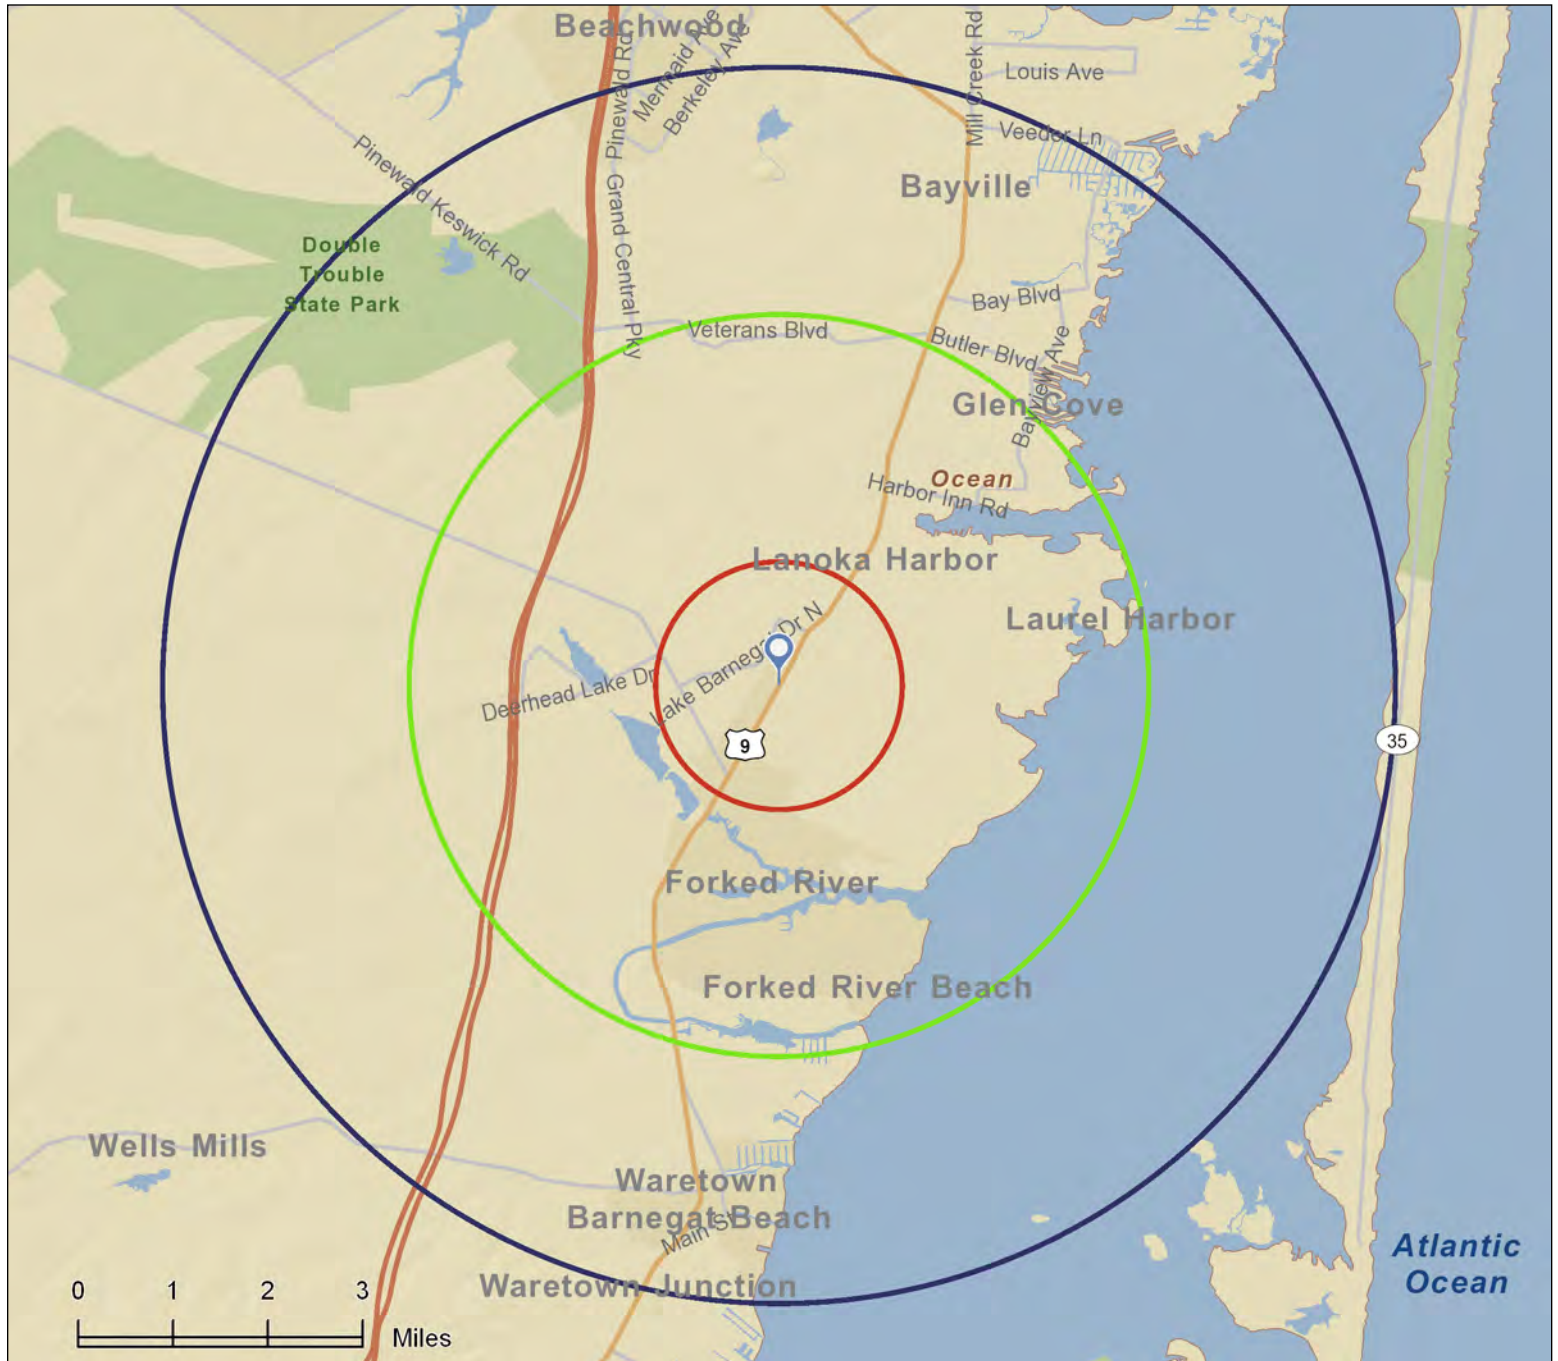 Beachwood
Mermaid Ave
Berkeley Ave
Pinewald Rd
Mill Creek Rd
Louis Ave
Veeder Ln
Pinewald Keswick Rd
Bayville
Grand Central Pky
Double
Trouble
State Park
Bay Blvd
Veterans Blvd
Butler Blvd
Bayview Ave
Glen Cove
Ocean
Harbor Inn Rd
Lanoka Harbor
Laurel Harbor
Lake Barnegat Dr N
Deerhead Lake Dr
9
35
Forked River
Forked River Beach
Wells Mills
Waretown
Barnegat Beach
Main St
Waretown Junction
Atlantic
Ocean
0 1 2 3
Miles